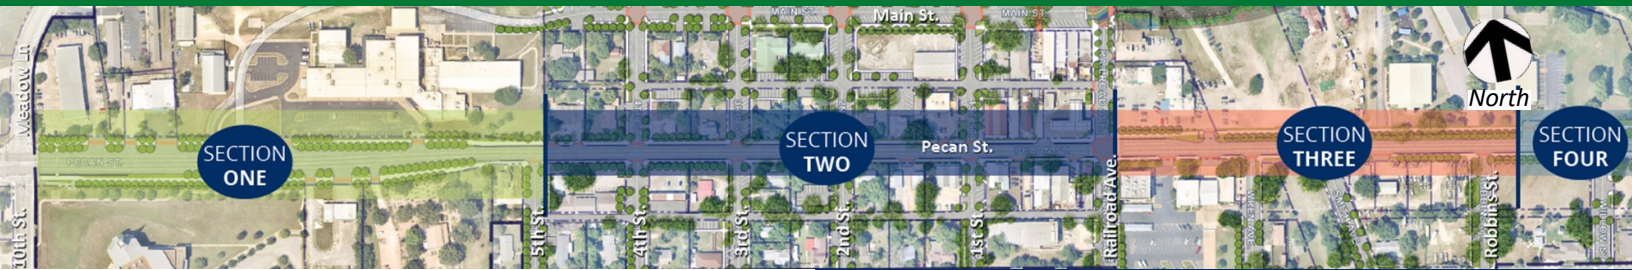 MAIN ST.
Main St.
MAIN ST.
Meadow Ln
North
SECTION
ONE
SECTION
TWO
SECTION
THREE
SECTION
FOUR
PECAN ST.
Pecan St.
10th St.
5th St.
4th St.
3rd St.
2nd St.
1st St.
Railroad Ave.
Robins St.